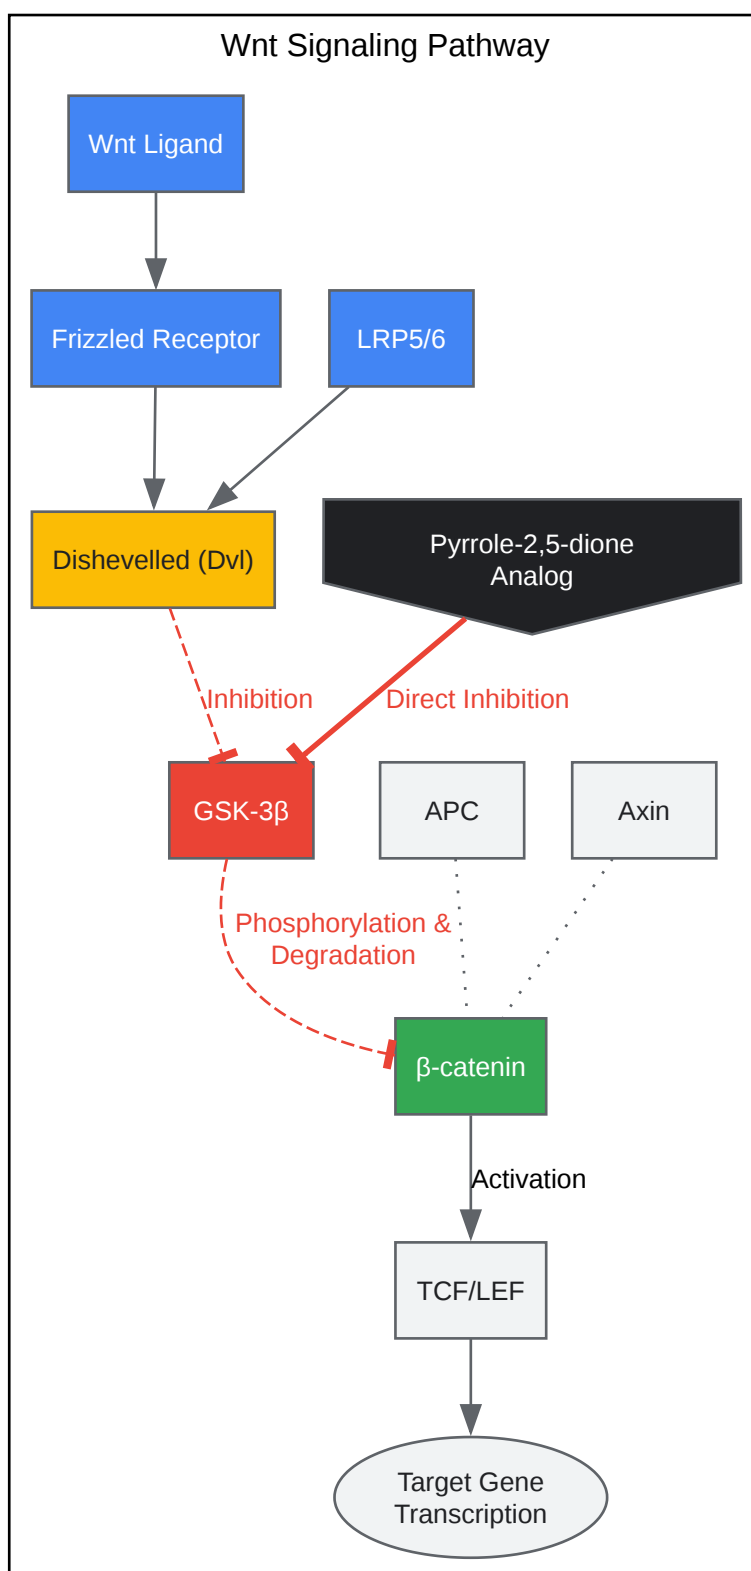 Wnt Signaling Pathway
Wnt Ligand
Frizzled Receptor
LRP5/6
Dishevelled (Dvl)
Pyrrole-2,5-dione
Analog
Inhibition
Direct Inhibition
GSK-3β
APC
Axin
Phosphorylation &
Degradation
β-catenin
Activation
TCF/LEF
Target Gene
Transcription